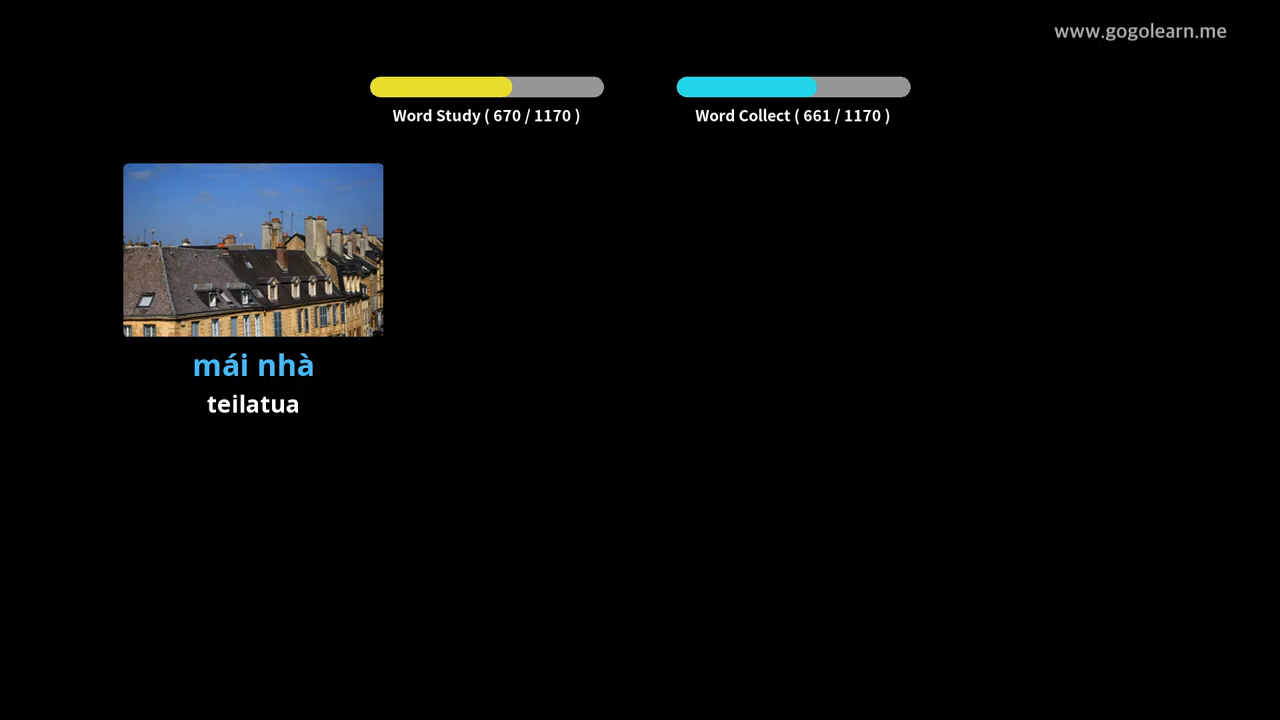 www.gogolearn.me
Word Study ( 670 / 1170 )
Word Collect ( 661 / 1170 )
mái nhà
teilatua